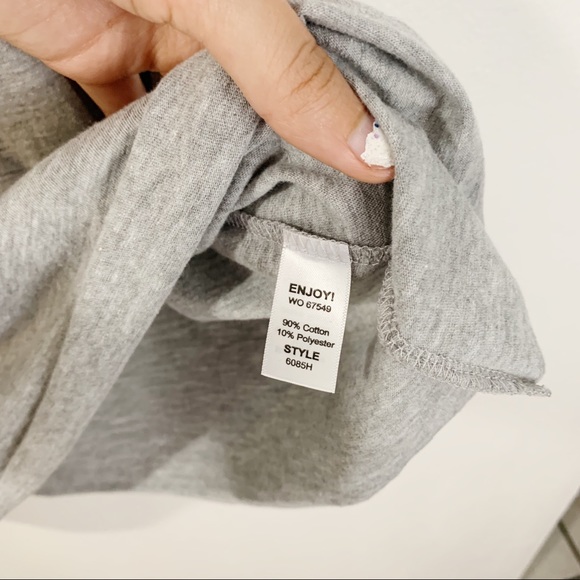 ENJOY!
WO 67549
90% Cotton
10% Polyester
STYLE
6085H